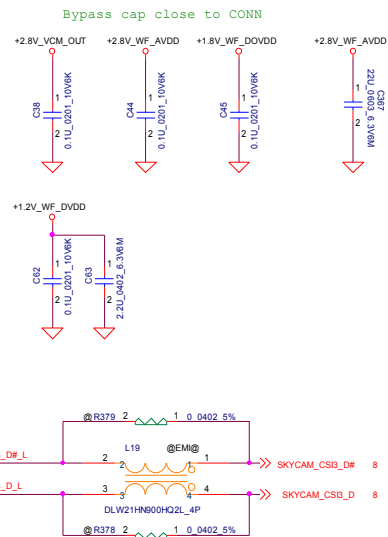 Bypass cap close to CONN
+2.8V_VCM_OUT
+2.8V_WF_AVDD
+1.8V_WF_DOVDD
+2.8V_WF_AVDD
1
2
C38
0.1U_0201_10V6K
1
2
C44
0.1U_0201_10V6K
1
2
C45
0.1U_0201_10V6K
1
2
C367
22U_0603_6.3V6M
+1.2V_WF_DVDD
1
2
C62
0.1U_0201_10V6K
1
2
C63
2.2U_0402_6.3V6M
@ R379 2 1 0_0402_5%
L19 @EMI@
_D#_L 2 2 1 1 SKYCAM_CSI3_D# 8
_D_L 3 3 4 4 SKYCAM_CSI3_D 8
DLW21HN900HQ2L_4P
@ R378 2 1 0_0402_5%